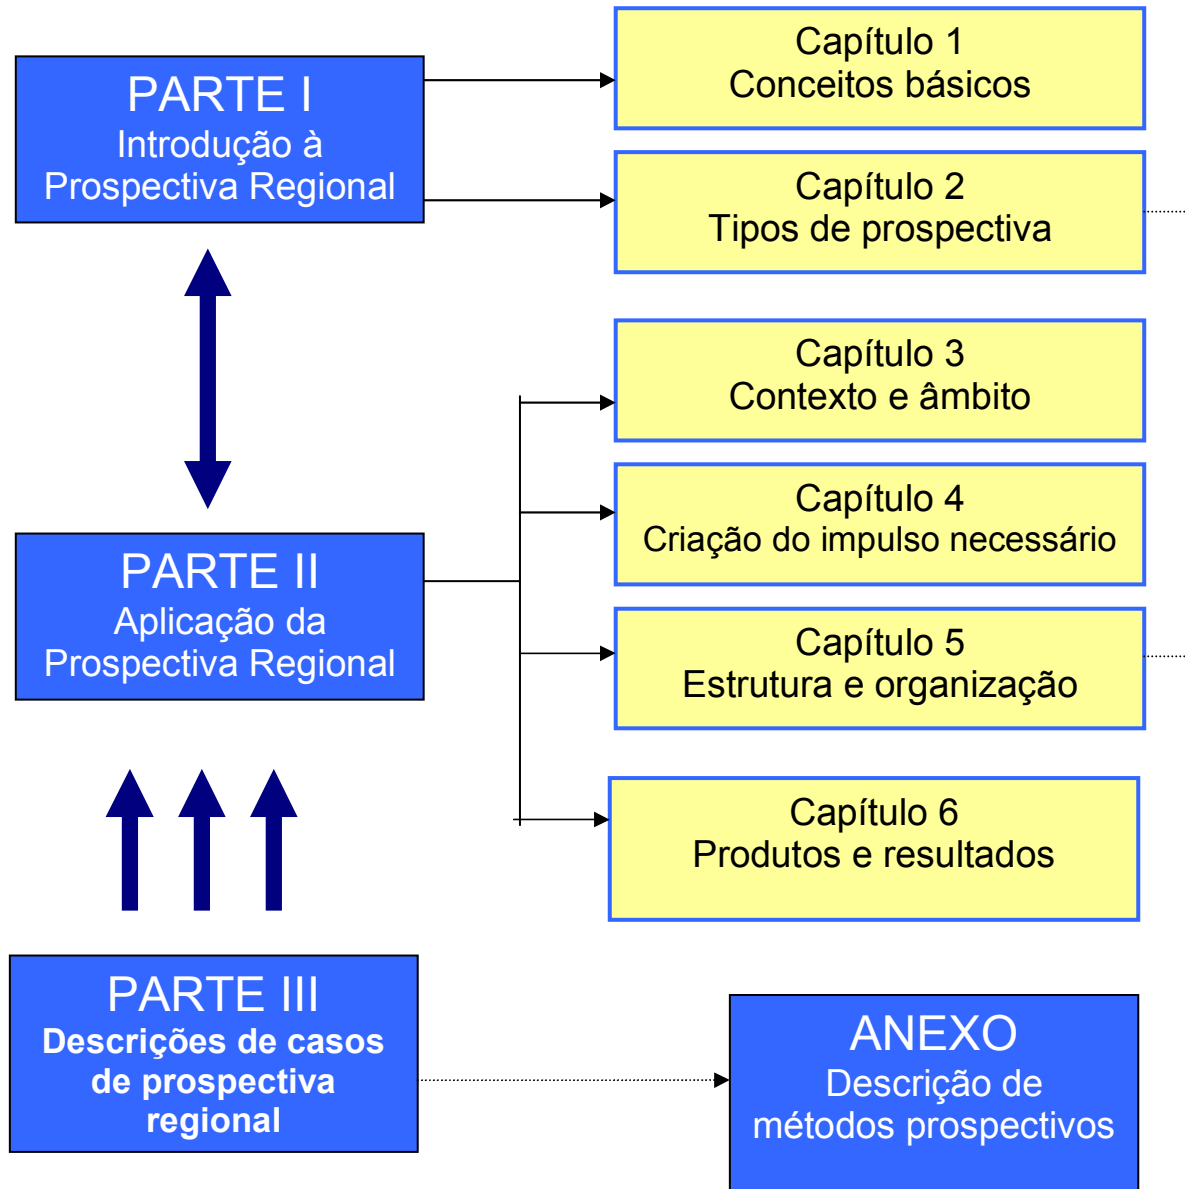 PARTE I
Introdução à
Prospectiva Regional
Capítulo 1
Conceitos básicos
Capítulo 2
Tipos de prospectiva
PARTE II
Aplicação da
Prospectiva Regional
Capítulo 3
Contexto e âmbito
Capítulo 4
Criação do impulso necessário
Capítulo 5
Estrutura e organização
Capítulo 6
Produtos e resultados
PARTE III
Descrições de casos
de prospectiva
regional
ANEXO
Descrição de
métodos prospectivos